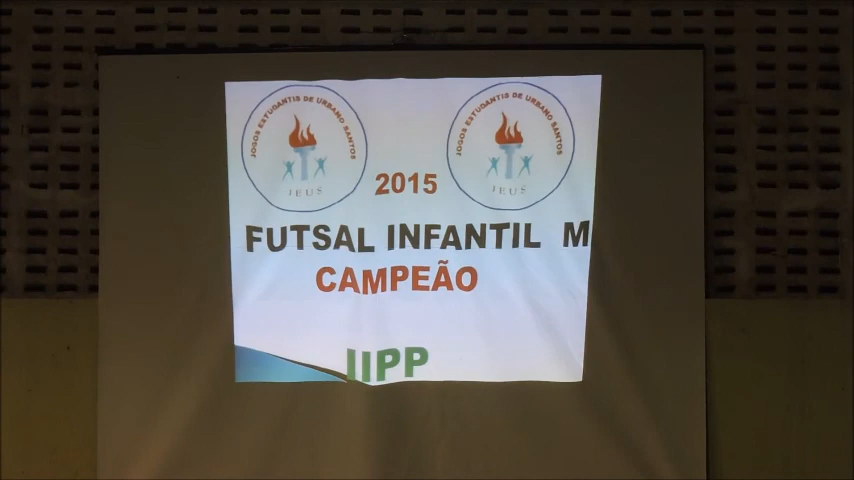 JOGOS ESTUDANTIS DE URBANO SANTOS
JEUS
JOGOS ESTUDANTIS DE URBANO SANTOS
JEUS
2015
FUTSAL INFANTIL M
CAMPEÃO
IIPP